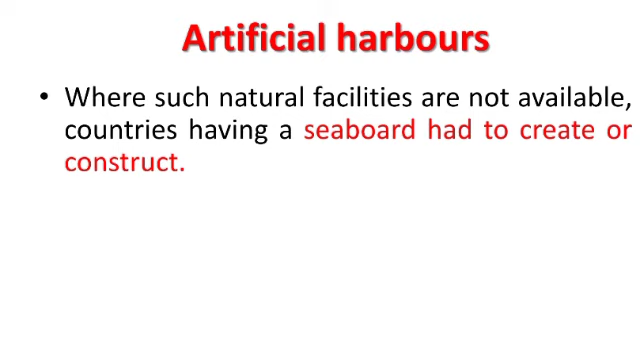 Artificial harbours
• Where such natural facilities are not available,
countries having a seaboard had to create or
construct.